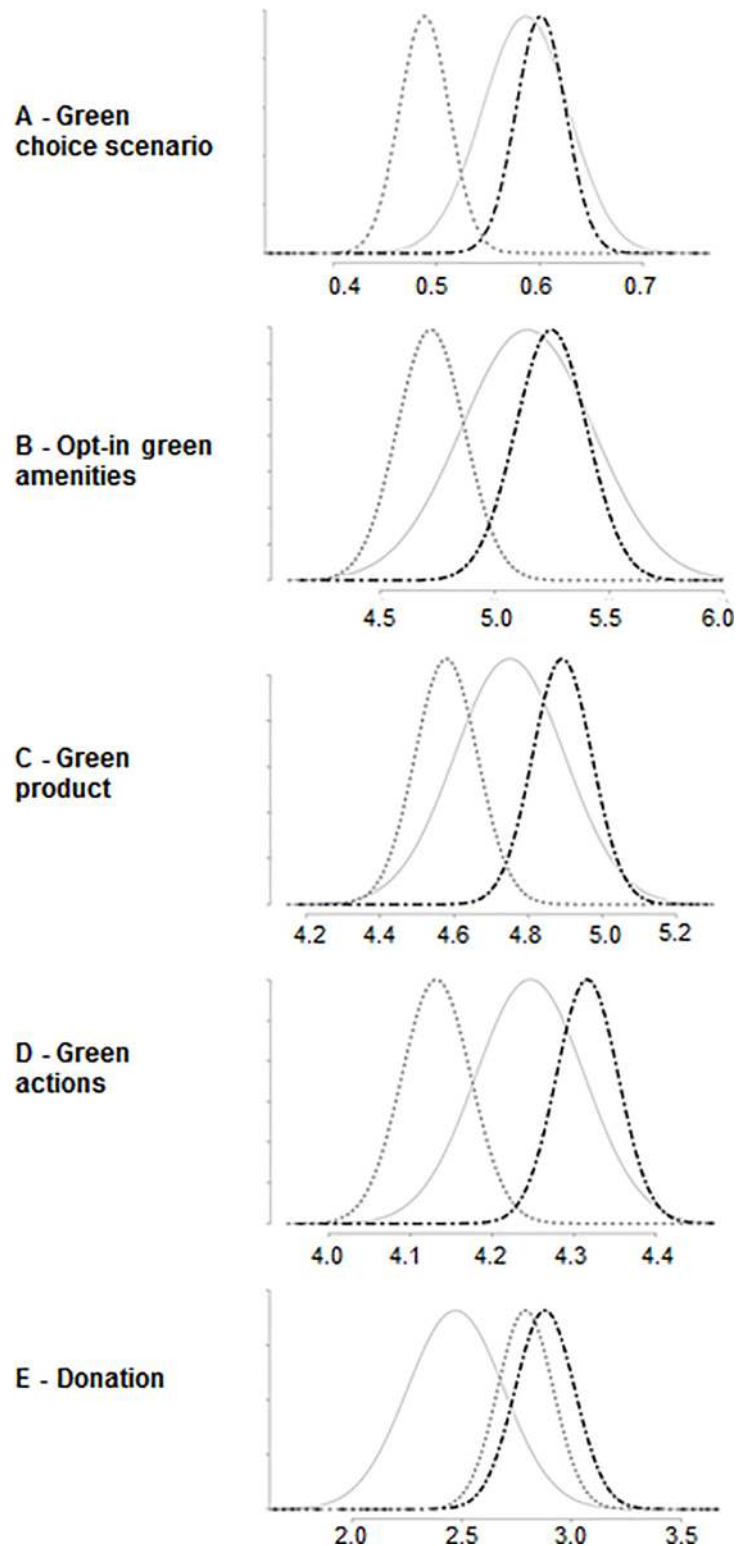 A - Green
choice scenario
0.4 0.5 0.6 0.7
B - Opt-in green
amenities
4.5 5.0 5.5 6.0
C - Green
product
4.2 4.4 4.6 4.8 5.0 5.2
D - Green
actions
4.0 4.1 4.2 4.3 4.4
E - Donation
2.0 2.5 3.0 3.5